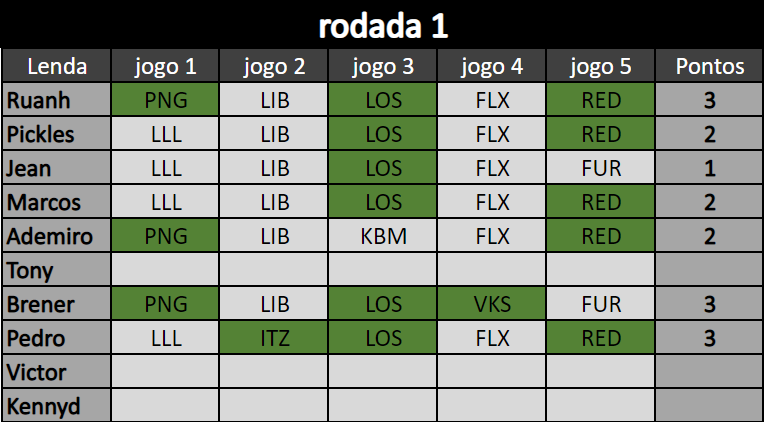 rodada 1
Lenda jogo 1 jogo 2 jogo 3 jogo 4 jogo 5 Pontos
Ruanh PNG LIB LOS FLX RED 3
Pickles LLL LIB LOS FLX RED 2
Jean LLL LIB LOS FLX FUR 1
Marcos LLL LIB LOS FLX RED 2
Ademiro PNG LIB KBM FLX RED 2
Tony
Brener PNG LIB LOS VKS FUR 3
Pedro LLL ITZ LOS FLX RED 3
Victor
Kennyd